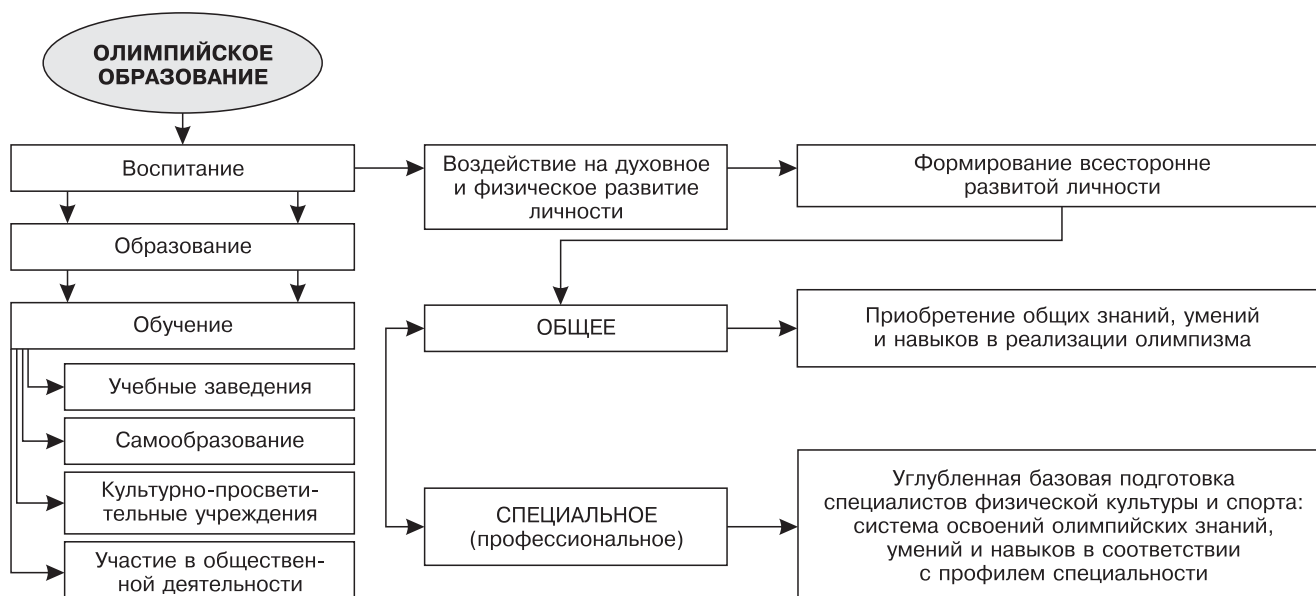 ОЛИМПИЙСКОЕ
ОБРАЗОВАНИЕ
Воспитание
Воздействие на духовное
и физическое развитие
личности
Формирование всесторонне
развитой личности
Образование
Обучение
ОБЩЕЕ
Приобретение общих знаний, умений
и навыков в реализации олимпизма
Учебные заведения
Самообразование
Культурно-просвети-
тельные учреждения
Участие в обществен-
ной деятельности
СПЕЦИАЛЬНОЕ
(профессиональное)
Углубленная базовая подготовка
специалистов физической культуры и спорта:
система освоений олимпийских знаний,
умений и навыков в соответствии
с профилем специальности